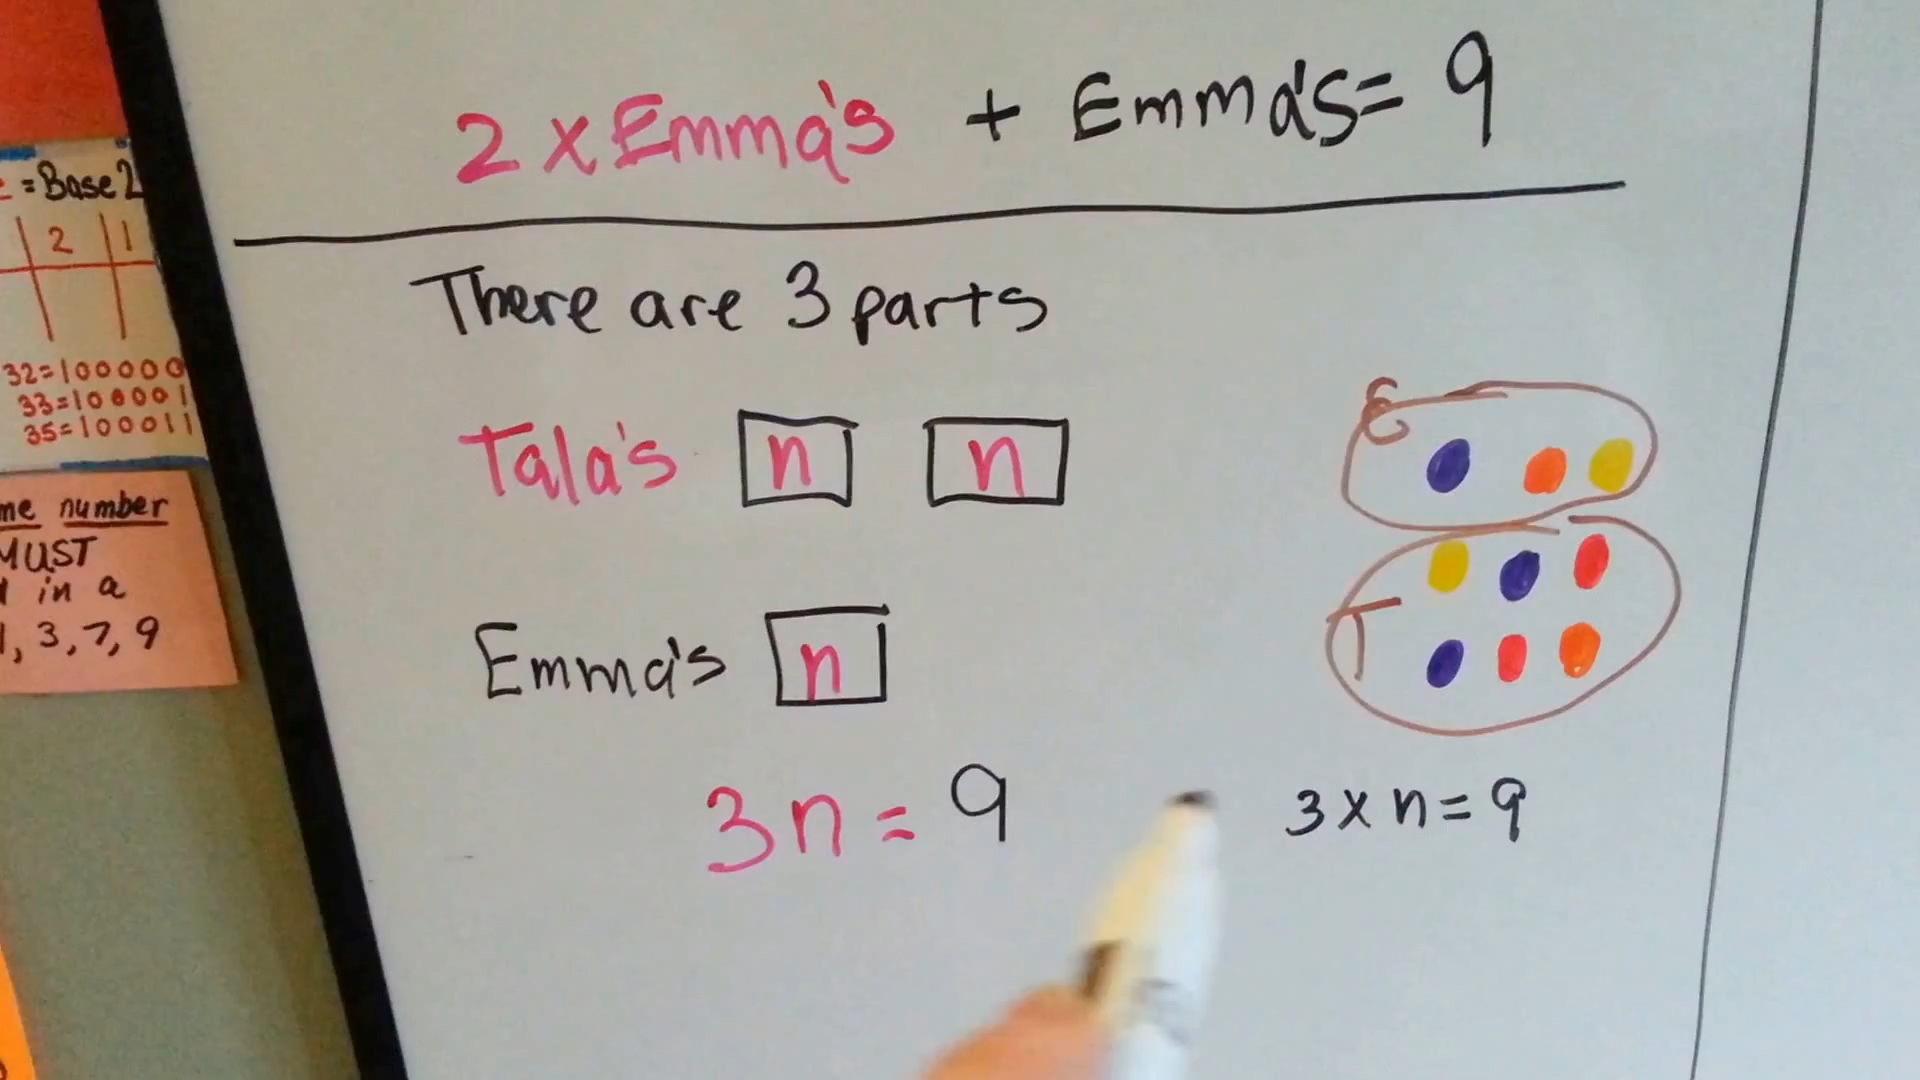 2 x Emma's + Emma's = 9
There are 3 parts
Tala's n n
Emma's n
3n = 9
3 x n = 9
E
T
= Base 2
2 1
32=100000
33=100001
35=100011
me number
MUST
in a
1, 3, 7, 9